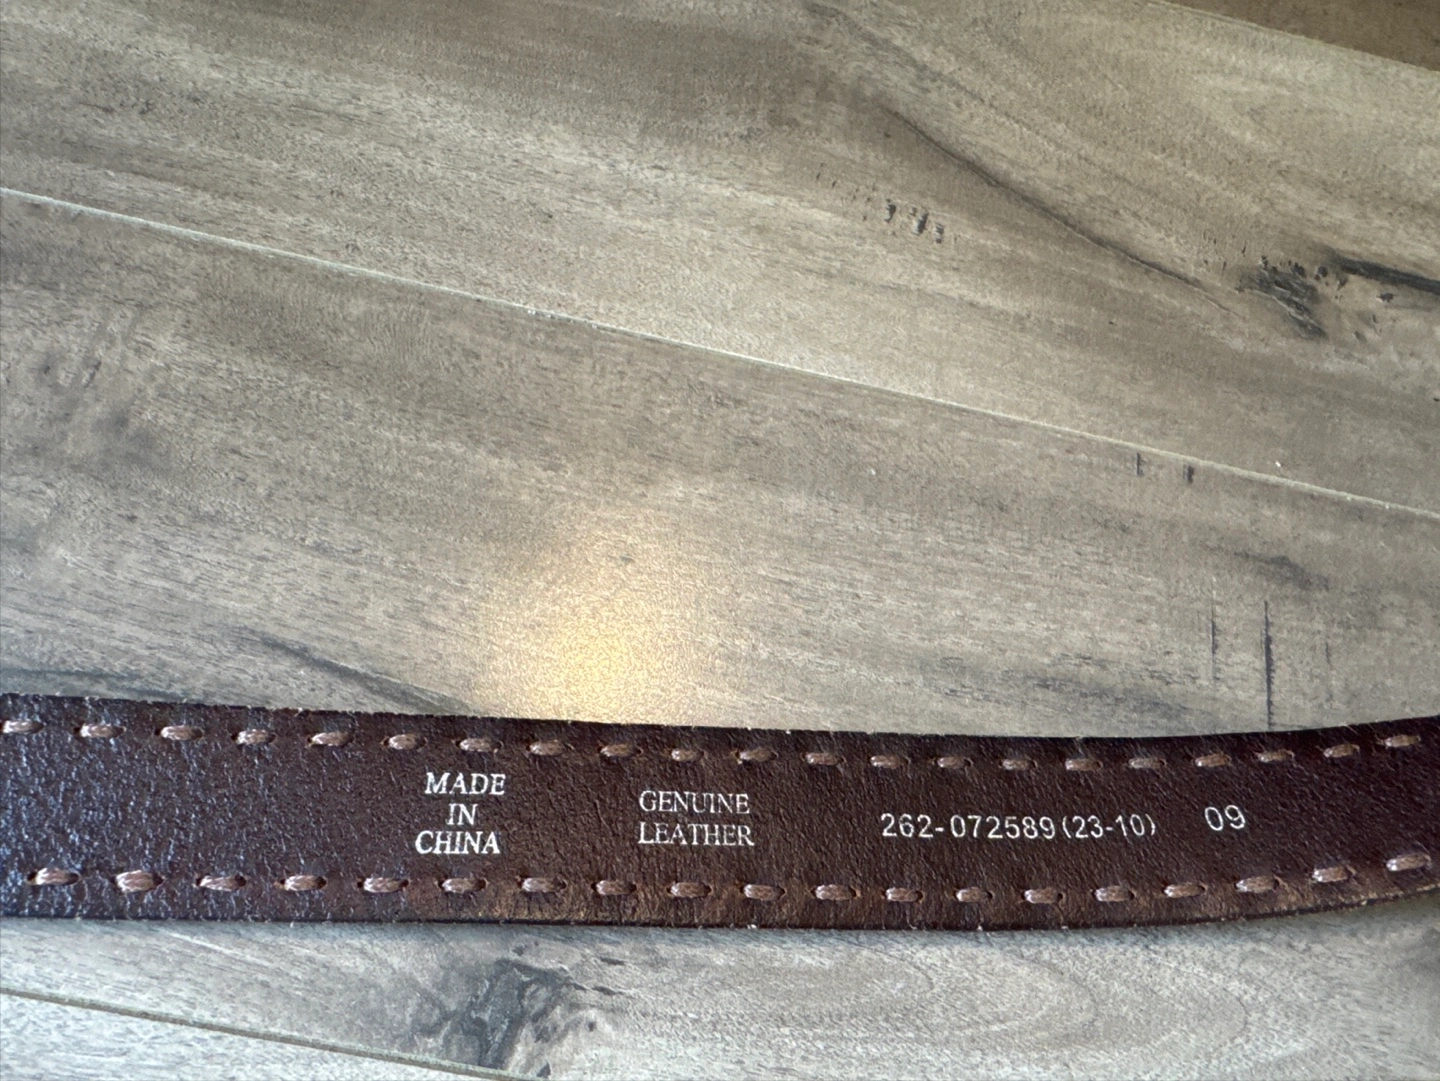 MADE
IN
CHINA
GENUINE
LEATHER
262-072589(23-10) 09